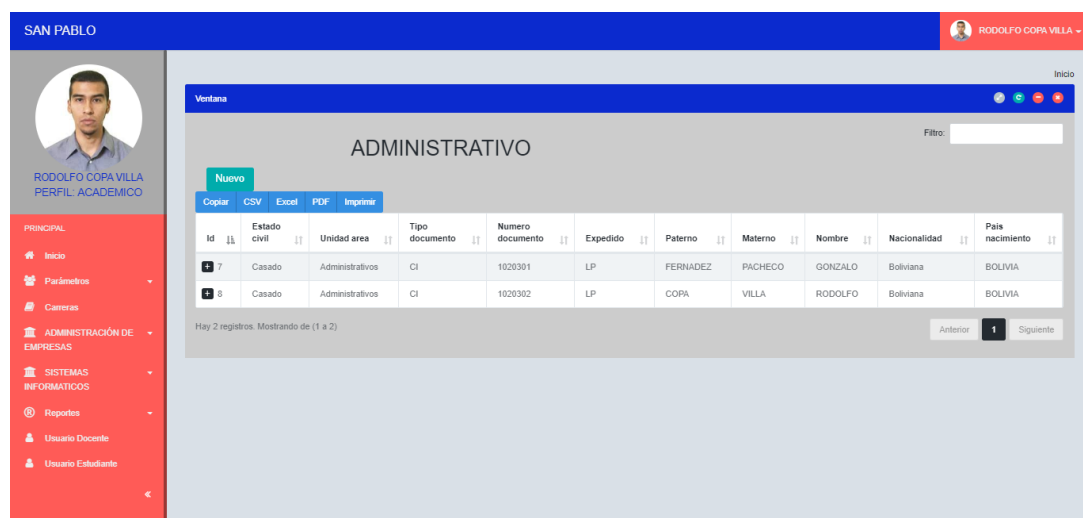 SAN PABLO
RODOLFO COPA VILLA
RODOLFO COPA VILLA
PERFIL: ACADEMICO
PRINCIPAL
Inicio
Parámetros
Carreras
ADMINISTRACIÓN DE
EMPRESAS
SISTEMAS
INFORMATICOS
Reportes
Usuario Docente
Usuario Estudiante
Inicio
Ventana
ADMINISTRATIVO
Filtro:
Nuevo
Copiar CSV Excel PDF Imprimir
Id Estado civil Unidad area Tipo documento Numero documento Expedido Paterno Materno Nombre Nacionalidad Pais nacimiento
7 Casado Administrativos CI 1020301 LP FERNADEZ PACHECO GONZALO Boliviana BOLIVIA
8 Casado Administrativos CI 1020302 LP COPA VILLA RODOLFO Boliviana BOLIVIA
Hay 2 registros. Mostrando de (1 a 2)
Anterior 1 Siguiente